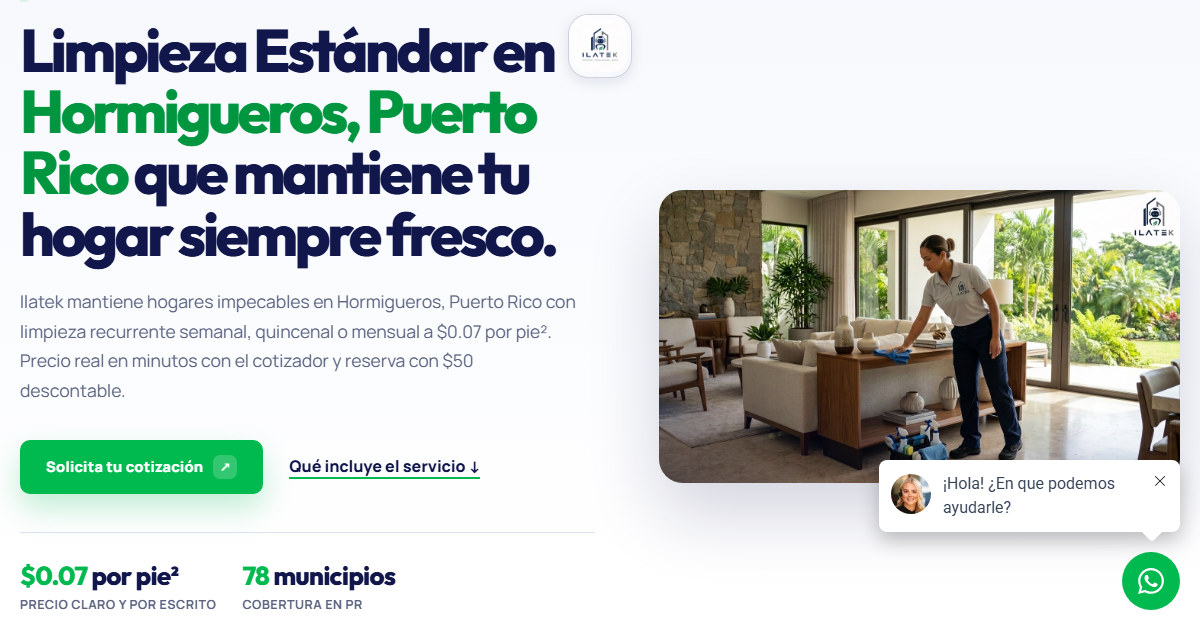 Limpieza Estándar en
ILATEK
Hormigueros, Puerto
Rico que mantiene tu
hogar siempre fresco.
Ilatek mantiene hogares impecables en Hormigueros, Puerto Rico con
limpieza recurrente semanal, quincenal o mensual a $0.07 por pie².
Precio real en minutos con el cotizador y reserva con $50
descontable.
Solicita tu cotización ↗
Qué incluye el servicio ↓
$0.07 por pie²
PRECIO CLARO Y POR ESCRITO
78 municipios
COBERTURA EN PR
ILATEK
ILATEK
¡Hola! ¿En que podemos
ayudarle?